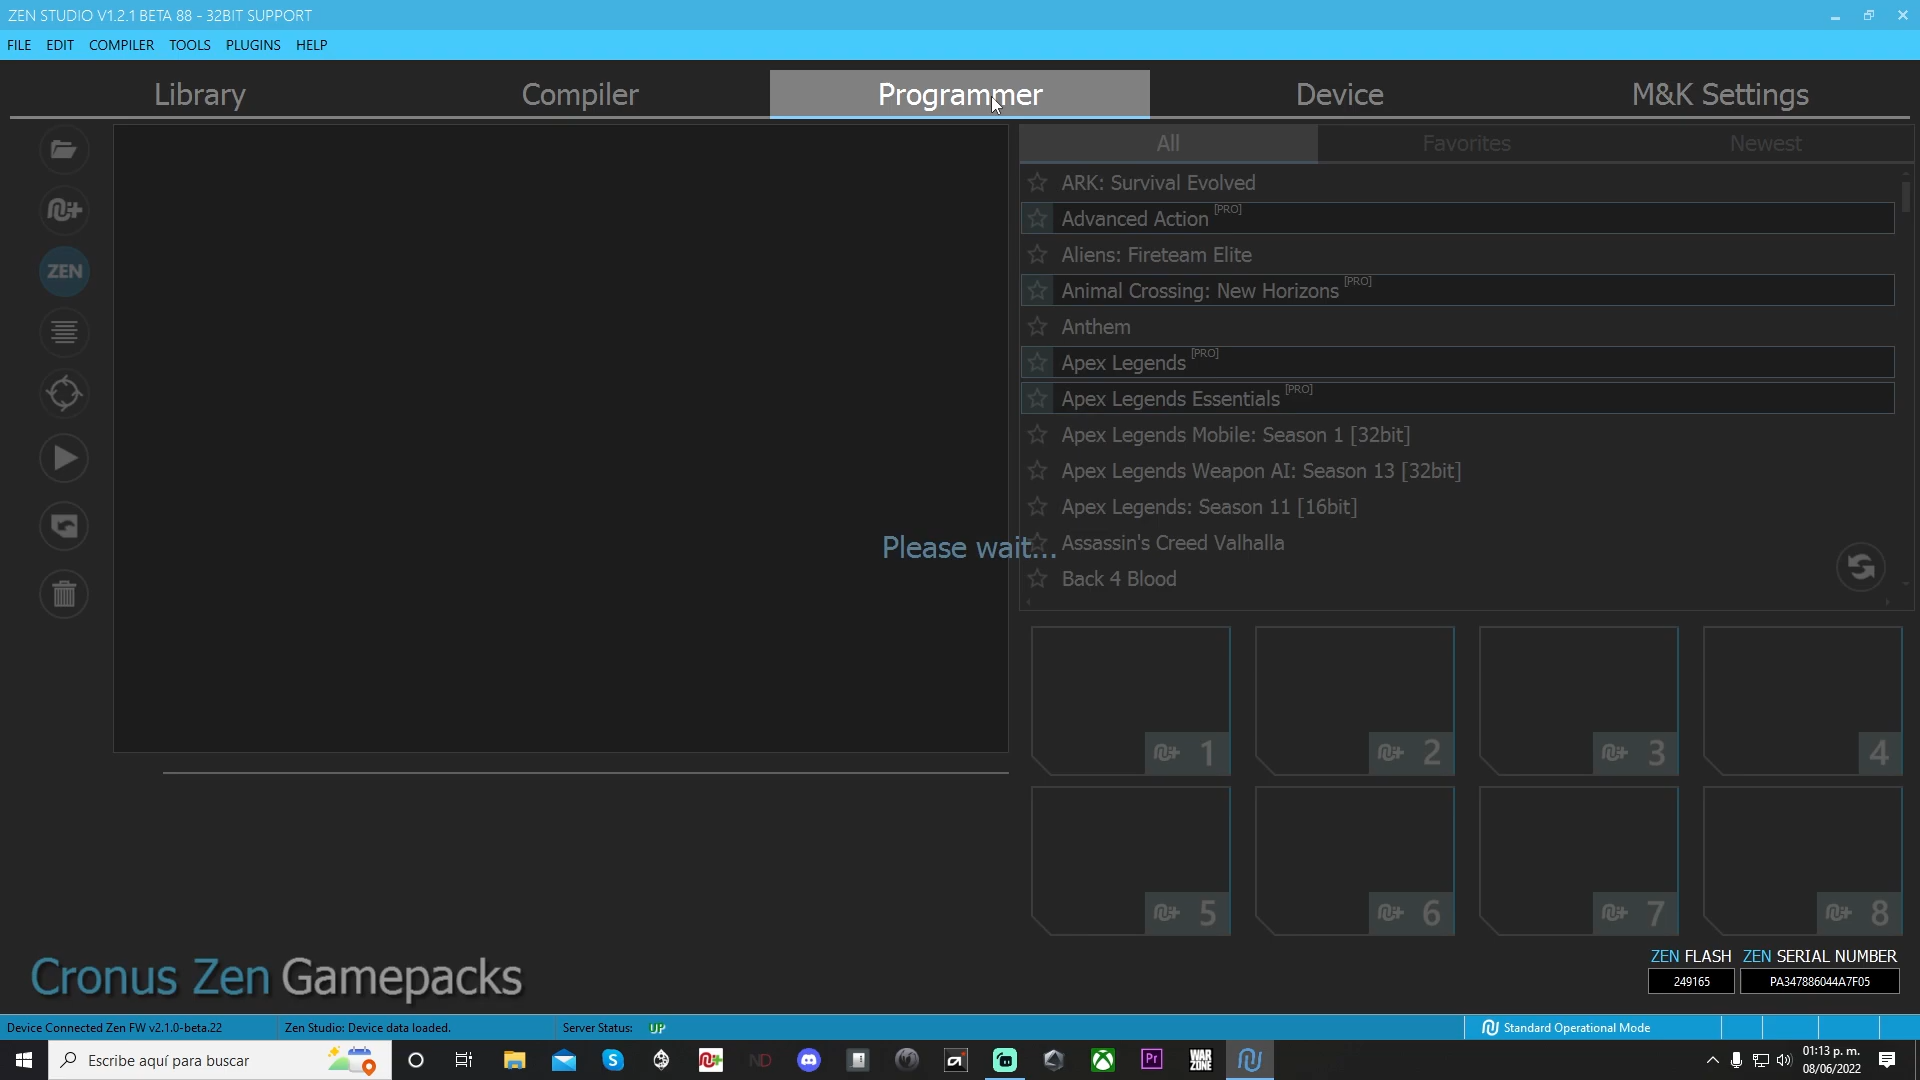 ZEN STUDIO V1.2.1 BETA 88 - 32BIT SUPPORT
FILE EDIT COMPILER TOOLS PLUGINS HELP
Library Compiler Programmer Device M&K Settings
All Favorites Newest
ARK: Survival Evolved
Advanced Action [PRO]
ZEN
Aliens: Fireteam Elite
Animal Crossing: New Horizons [PRO]
Anthem
Apex Legends [PRO]
Apex Legends Essentials [PRO]
Apex Legends Mobile: Season 1 [32bit]
Apex Legends Weapon AI: Season 13 [32bit]
Apex Legends: Season 11 [16bit]
Please wait...
Assassin's Creed Valhalla
Back 4 Blood
1 2 3 4
5 6 7 8
ZEN FLASH ZEN SERIAL NUMBER
249165 PA347886044A7F05
Cronus Zen Gamepacks
Device Connected Zen FW v2.1.0-beta.22 Zen Studio: Device data loaded. Server Status: UP Standard Operational Mode
Escribe aquí para buscar
ND
Pr
WAR ZONE
01:13 p. m.
08/06/2022